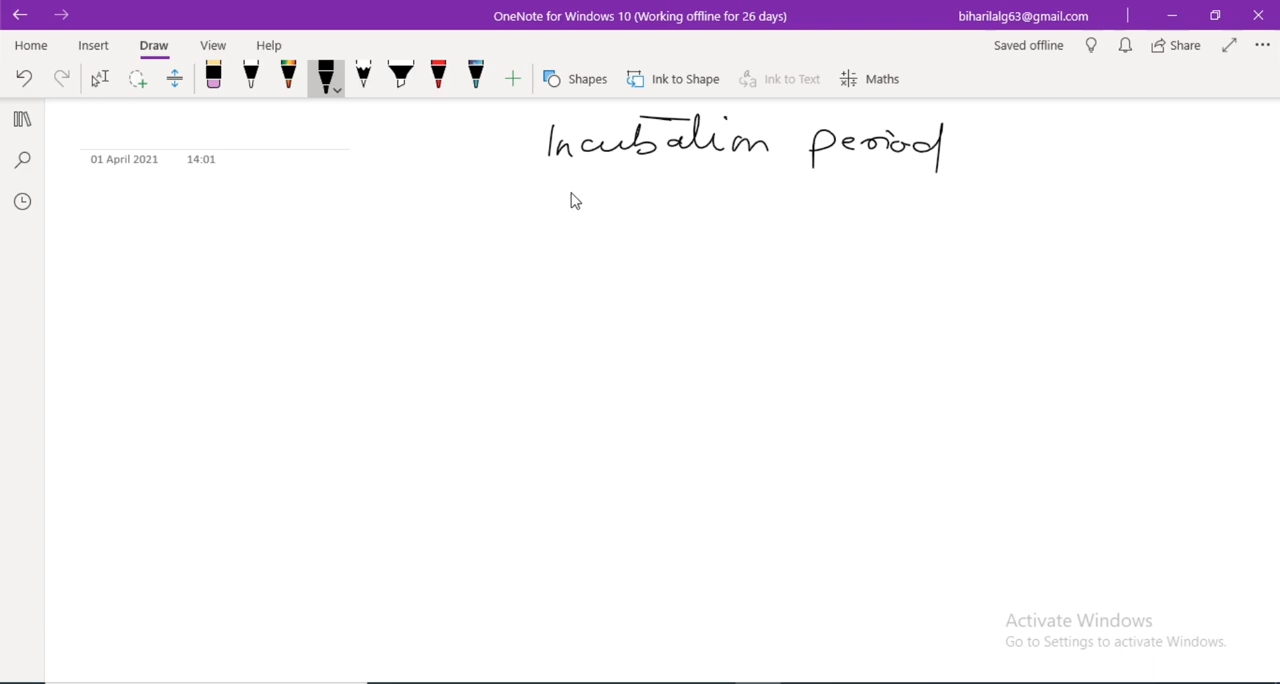 OneNote for Windows 10 (Working offline for 26 days) biharilalg63@gmail.com
Home Insert Draw View Help Saved offline Share
Shapes Ink to Shape Ink to Text Maths
Incubation period
01 April 2021 14:01
Activate Windows
Go to Settings to activate Windows.